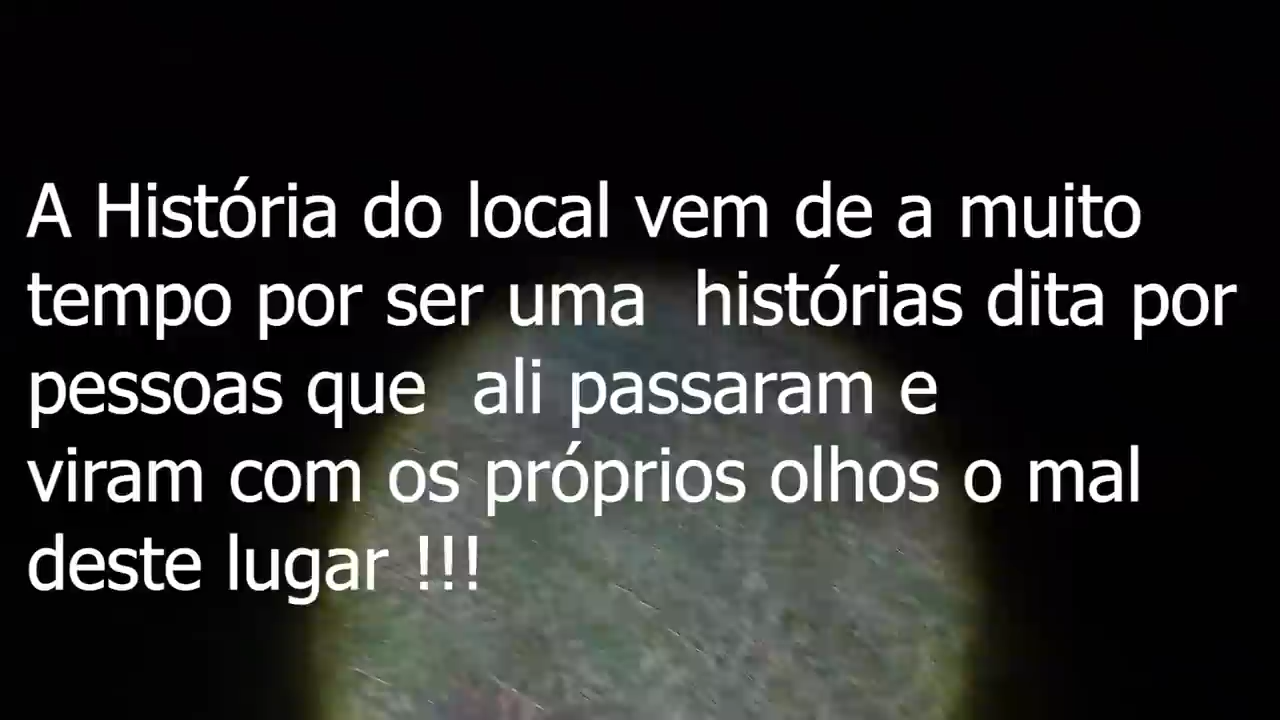 A História do local vem de a muito
tempo por ser uma  histórias dita por
pessoas que  ali passaram e
viram com os próprios olhos o mal
deste lugar !!!